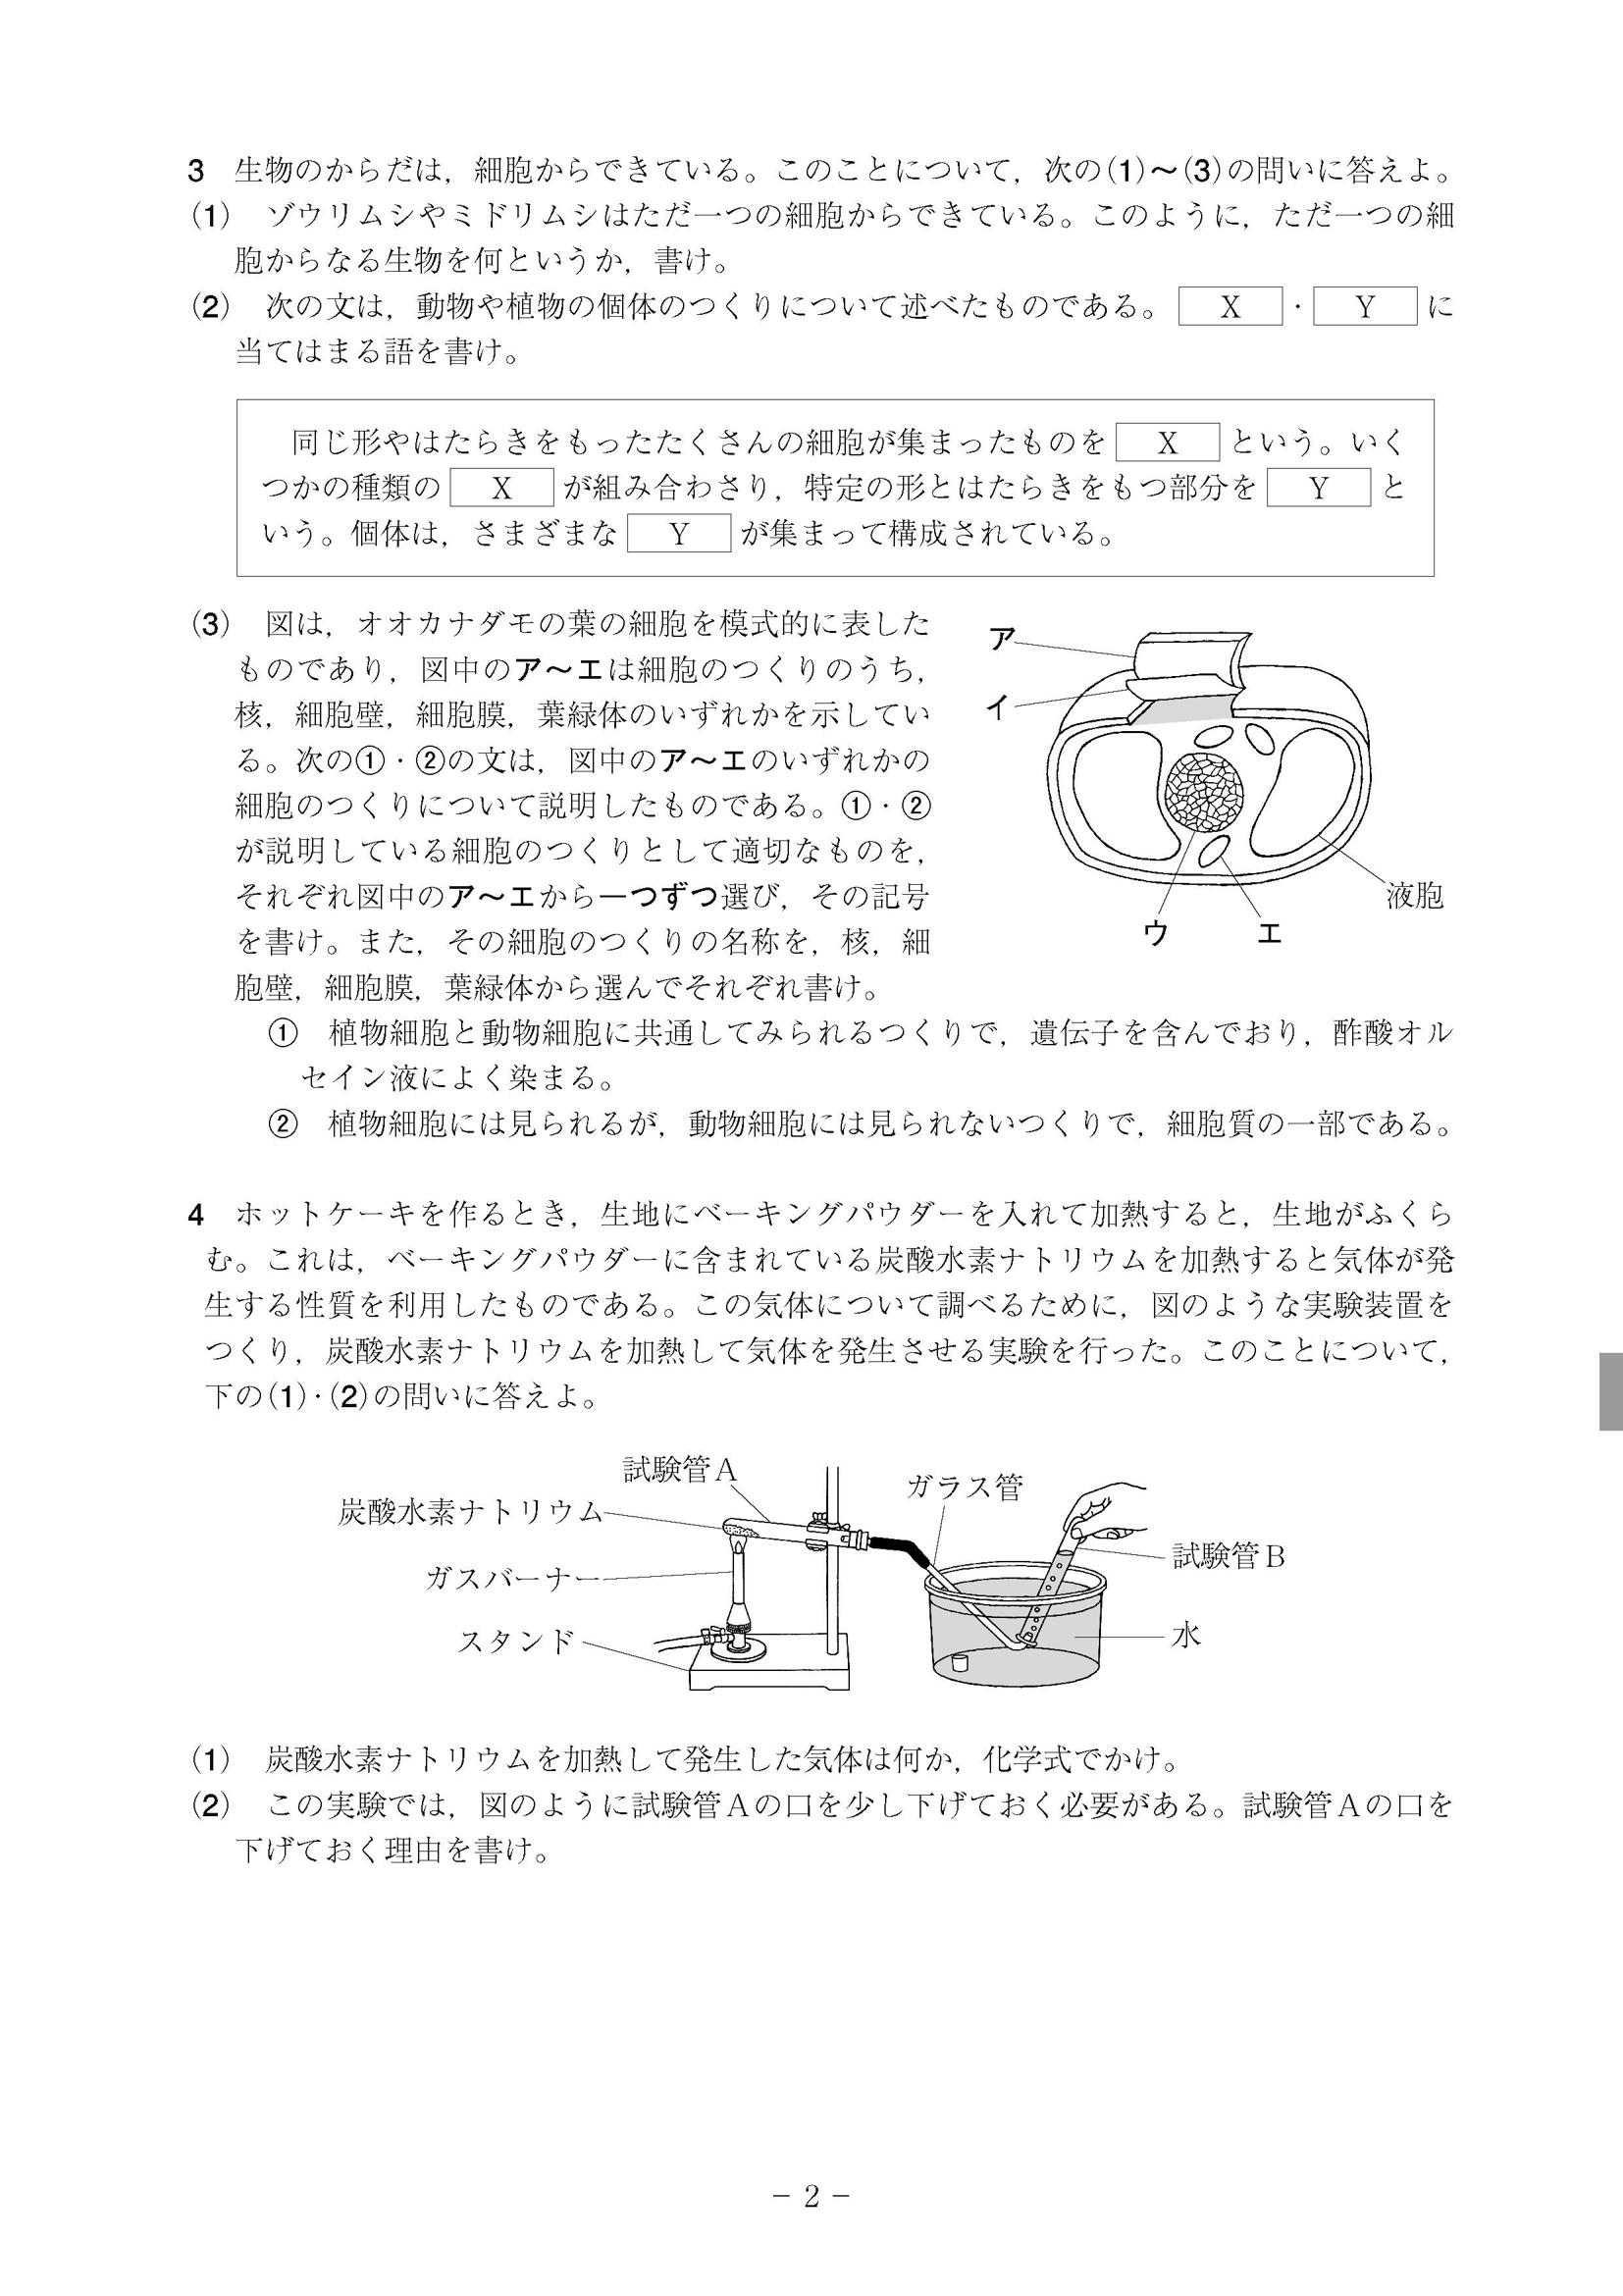 3　生物のからだは，細胞からできている。このことについて，次の(1)～(3)の問いに答えよ。
(1)　ゾウリムシやミドリムシはただ一つの細胞からできている。このように，ただ一つの細
胞からなる生物を何というか，書け。
(2)　次の文は，動物や植物の個体のつくりについて述べたものである。 X ・ Y に
当てはまる語を書け。
同じ形やはたらきをもったたくさんの細胞が集まったものを X という。いく
つかの種類の X が組み合わさり，特定の形とはたらきをもつ部分を Y と
いう。個体は，さまざまな Y が集まって構成されている。
(3)　図は，オオカナダモの葉の細胞を模式的に表した
ものであり，図中のア～エは細胞のつくりのうち，
核，細胞壁，細胞膜，葉緑体のいずれかを示してい
る。次の①・②の文は，図中のア～エのいずれかの
細胞のつくりについて説明したものである。①・②
が説明している細胞のつくりとして適切なものを，
それぞれ図中のア～エから一つずつ選び，その記号
を書け。また，その細胞のつくりの名称を，核，細
胞壁，細胞膜，葉緑体から選んでそれぞれ書け。
ア
イ
液胞
ウ
エ
①　植物細胞と動物細胞に共通してみられるつくりで，遺伝子を含んでおり，酢酸オル
セイン液によく染まる。
②　植物細胞には見られるが，動物細胞には見られないつくりで，細胞質の一部である。
4　ホットケーキを作るとき，生地にベーキングパウダーを入れて加熱すると，生地がふくら
む。これは，ベーキングパウダーに含まれている炭酸水素ナトリウムを加熱すると気体が発
生する性質を利用したものである。この気体について調べるために，図のような実験装置を
つくり，炭酸水素ナトリウムを加熱して気体を発生させる実験を行った。このことについて，
下の(1)・(2)の問いに答えよ。
試験管A
ガラス管
炭酸水素ナトリウム
試験管B
ガスバーナー
スタンド
水
(1)　炭酸水素ナトリウムを加熱して発生した気体は何か，化学式でかけ。
(2)　この実験では，図のように試験管Aの口を少し下げておく必要がある。試験管Aの口を
下げておく理由を書け。
－ 2 －